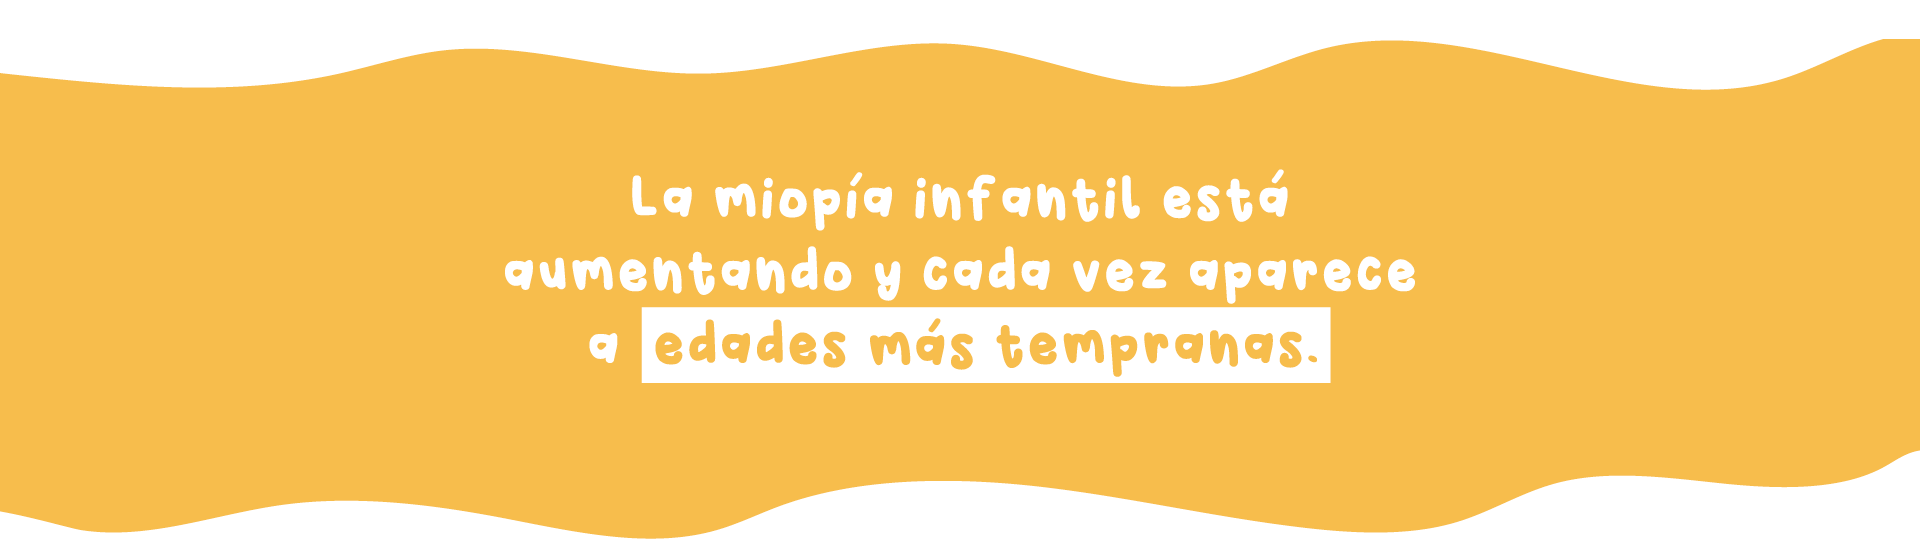 La miopía infantil está
aumentando y cada vez aparece
a edades más tempranas.